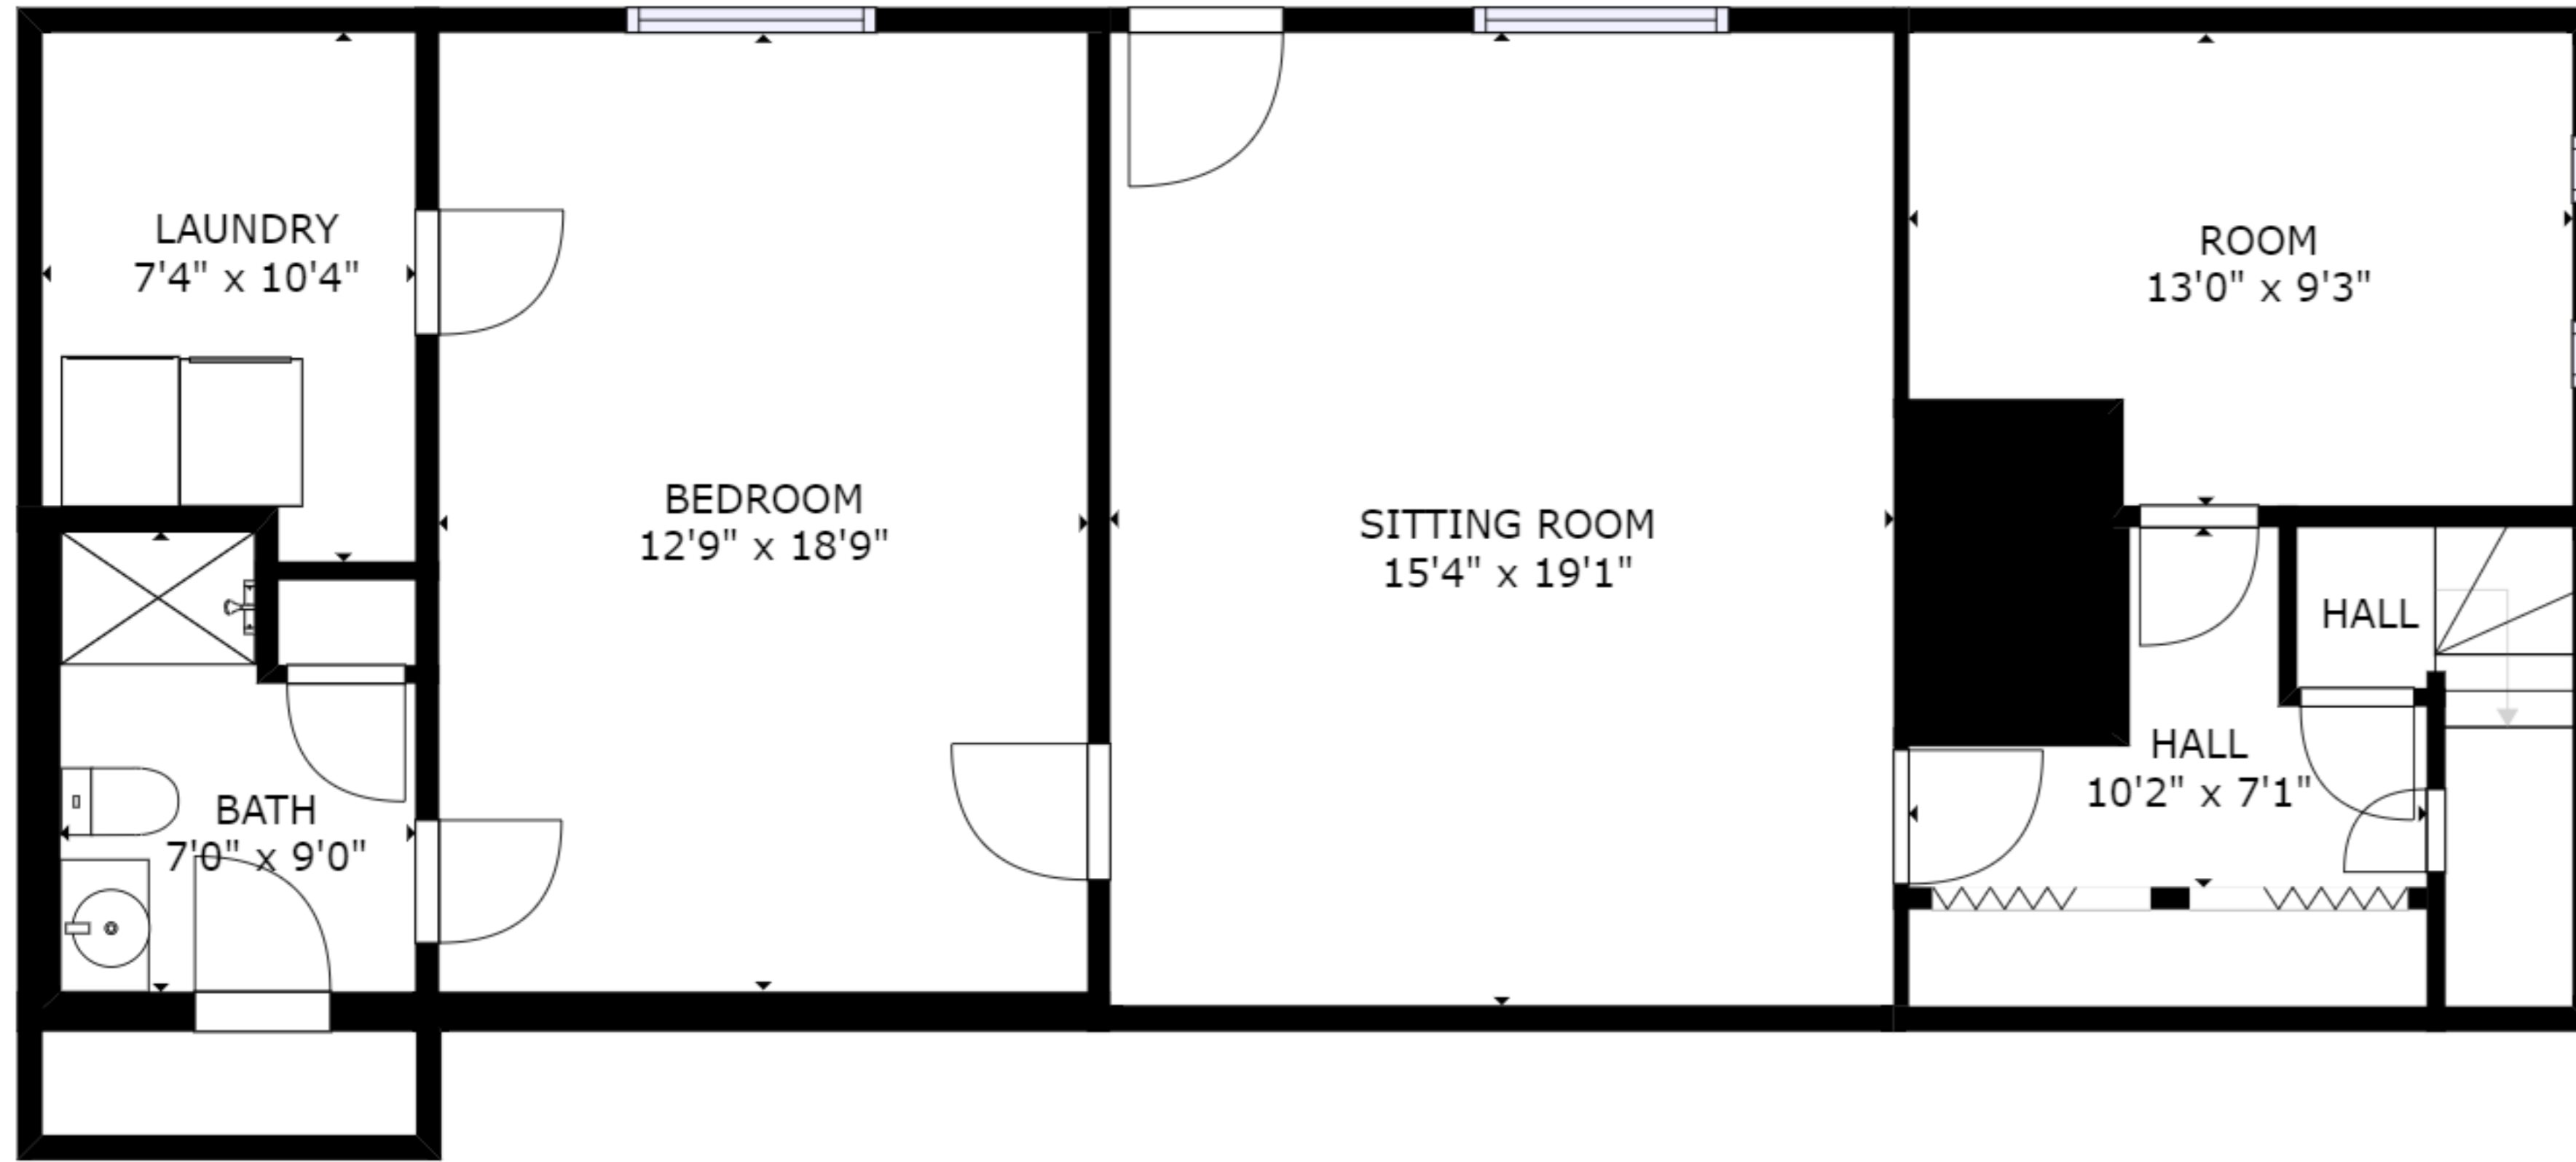 LAUNDRY
7'4" x 10'4"
BEDROOM
12'9" x 18'9"
SITTING ROOM
15'4" x 19'1"
ROOM
13'0" x 9'3"
HALL
HALL
10'2" x 7'1"
BATH
7'0" x 9'0"